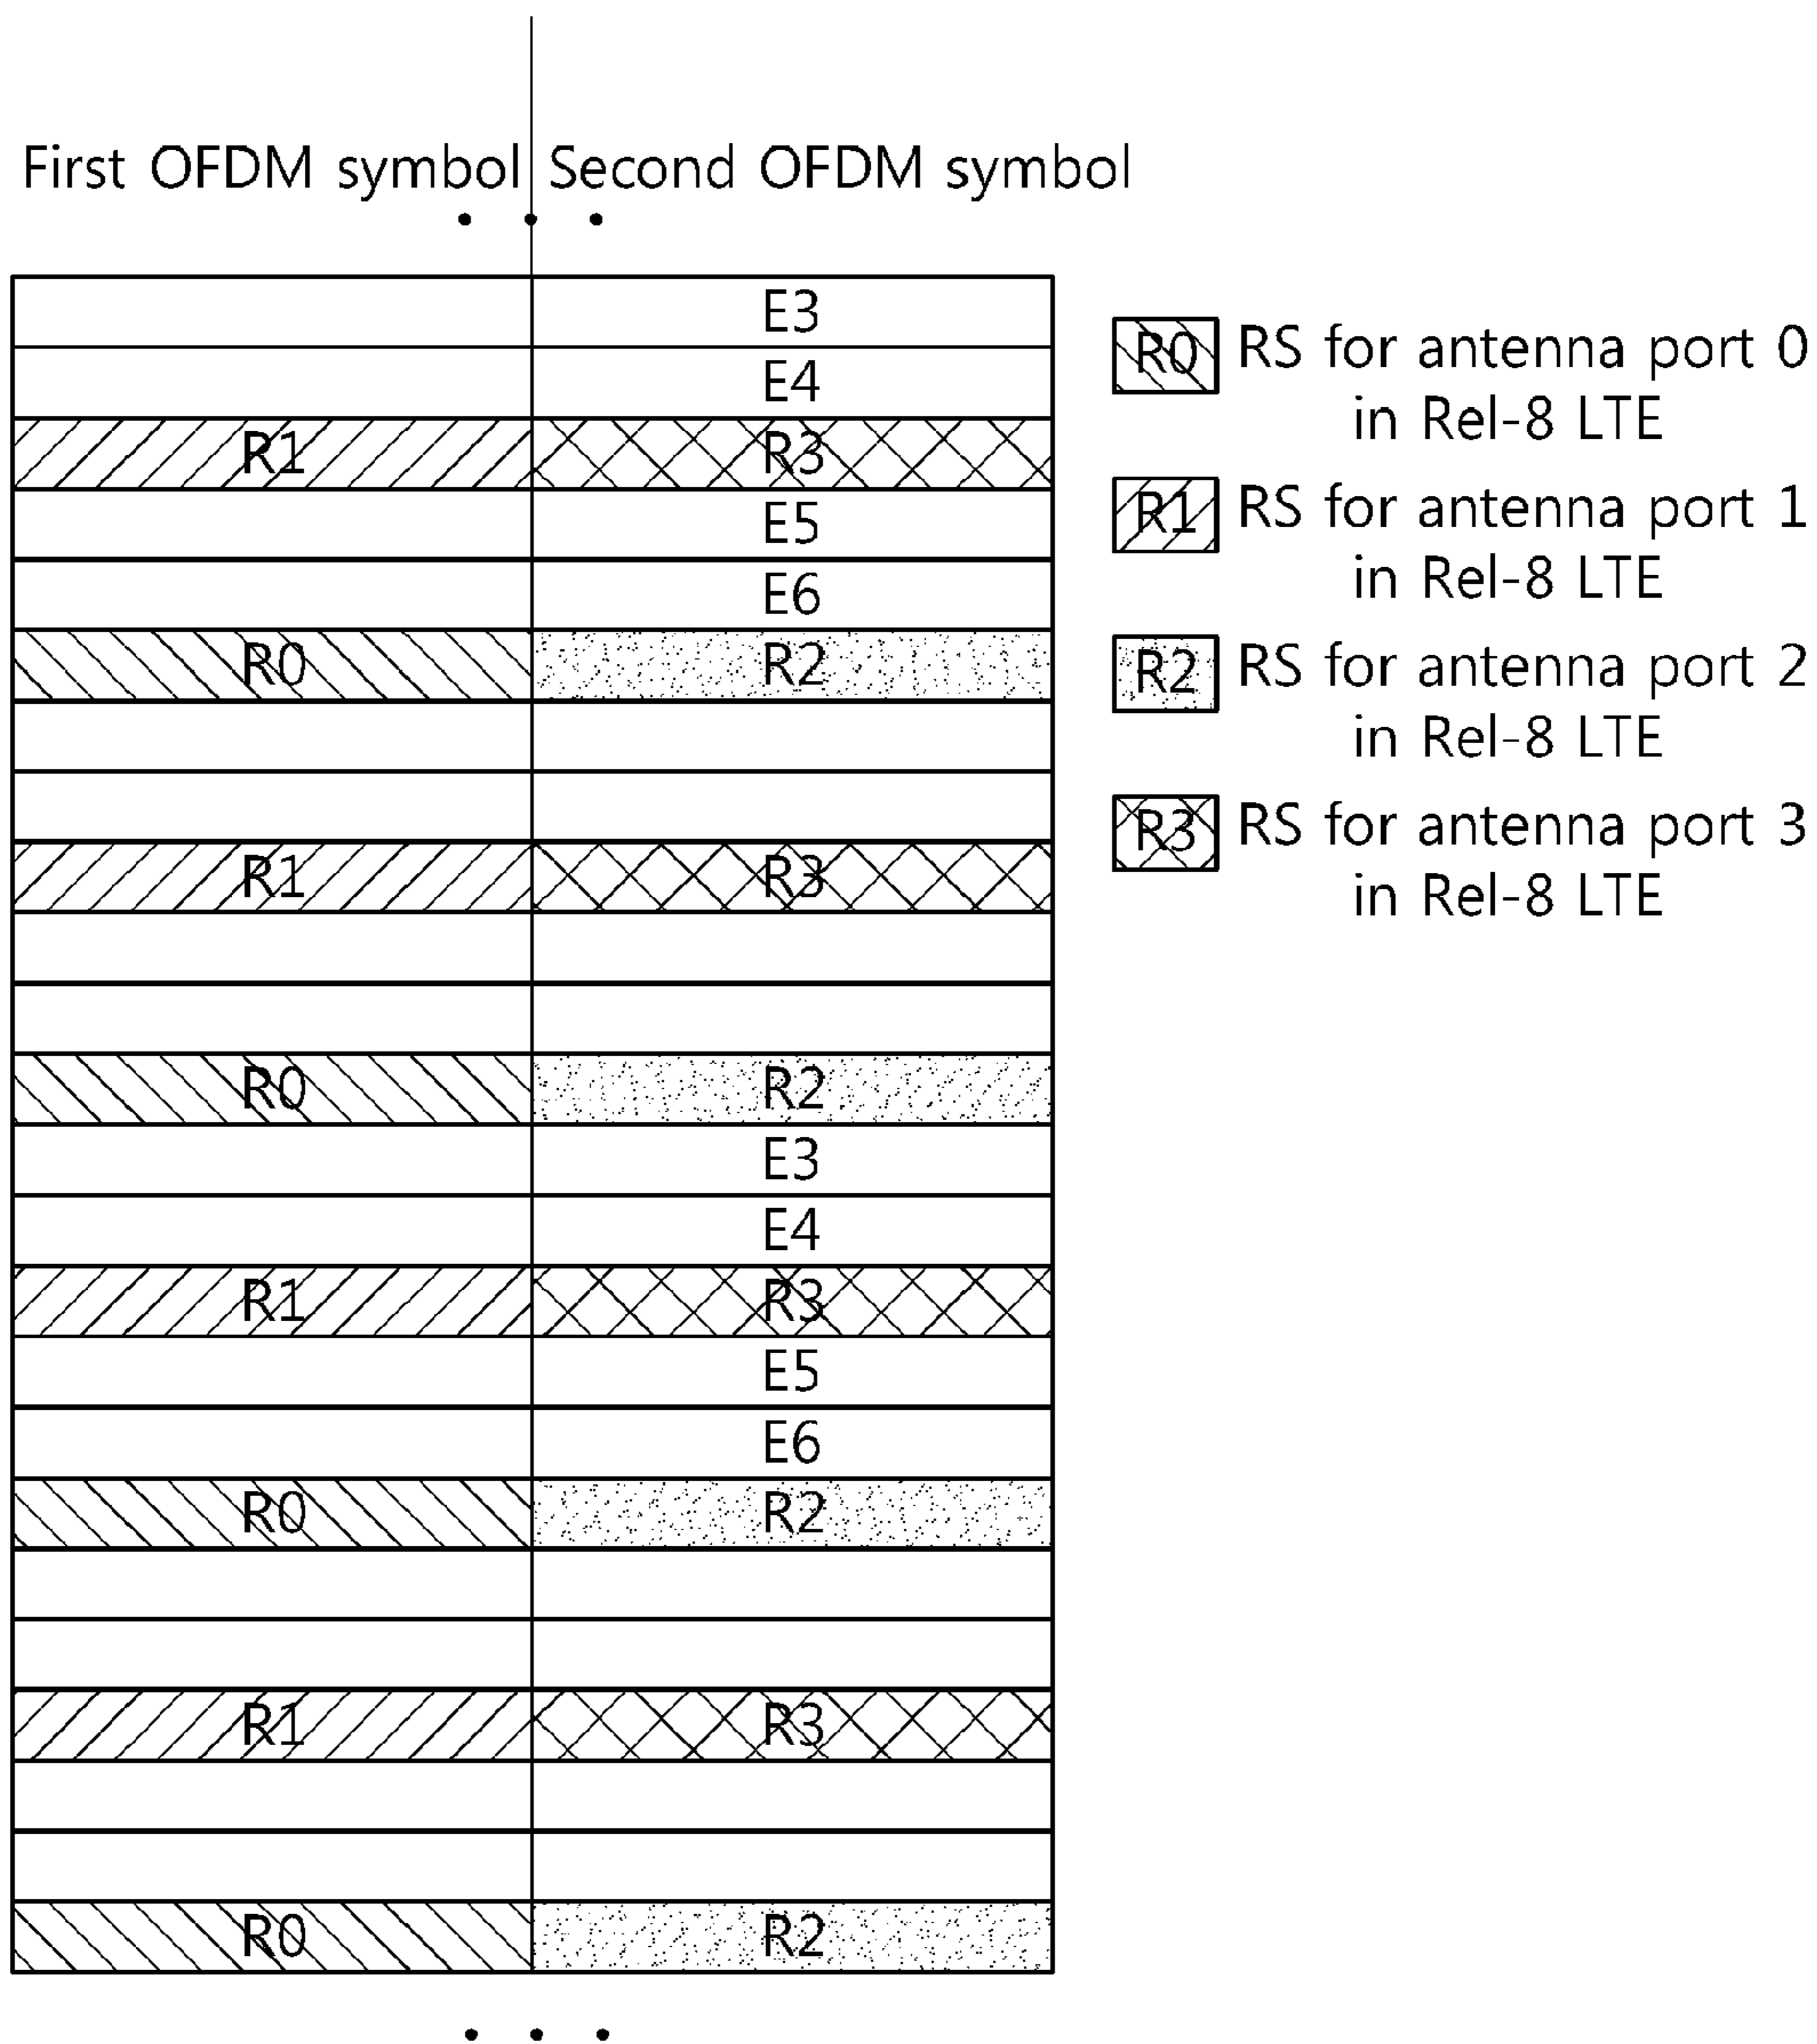 First OFDM symbol Second OFDM symbol
. . .
E3
E4
R1 R3
E5
E6
R0 R2
R1 R3
R0 R2
E3
E4
R1 R3
E5
E6
R0 R2
R1 R3
R0 R2
. . .
R0 RS for antenna port 0
in Rel-8 LTE
R1 RS for antenna port 1
in Rel-8 LTE
R2 RS for antenna port 2
in Rel-8 LTE
R3 RS for antenna port 3
in Rel-8 LTE